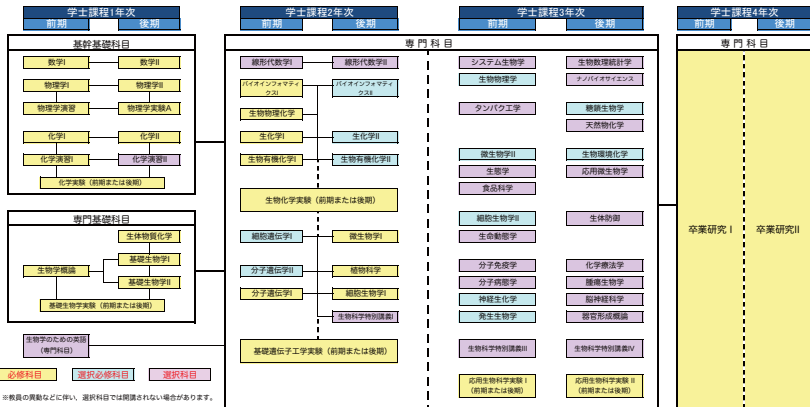 学士課程1年次
前期 後期
学士課程2年次
前期 後期
学士課程3年次
前期 後期
学士課程4年次
前期 後期
基幹基礎科目
数学I 数学II
物理学I 物理学II
物理学演習 物理学実験A
化学I 化学II
化学演習I 化学演習II
化学実験（前期または後期）
専門基礎科目
生体物質化学
基礎生物学I
生物学概論
基礎生物学II
基礎生物学実験（前期または後期）
生物学のための英語
（専門科目）
必修科目 選択必修科目 選択科目
※教員の異動などに伴い、選択科目では開講されない場合があります。
専門科目
線形代数学I 線形代数学II
バイオインフォマティ
クスI
バイオインフォマティ
クスII
生物物理化学
生化学I 生化学II
生物有機化学I 生物有機化学II
生物化学実験（前期または後期）
細胞遺伝学I 微生物学I
分子遺伝学II 植物科学
分子遺伝学I 細胞生物学I
生物科学特別講義I
基礎遺伝子工学実験（前期または後期）
システム生物学 生物数理統計学
生物物理学 ナノバイオサイエンス
タンパク工学 糖鎖生物学
天然物化学
微生物学II 生物環境化学
生態学 応用微生物学
食品科学
細胞生物学II 生体防御
生命動態学
分子免疫学 化学療法学
分子病態学 腫瘍生物学
神経生化学 脳神経科学
発生生物学 器官形成概論
生物科学特別講義III 生物科学特別講義IV
応用生物科学実験 I
（前期または後期）
応用生物科学実験 II
（前期または後期）
専門科目
卒業研究 I 卒業研究II